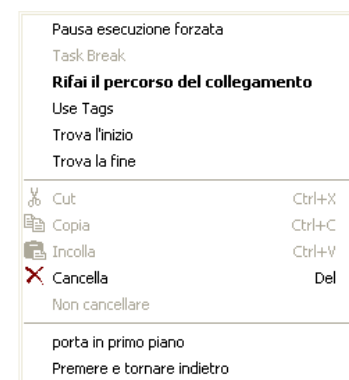 Pausa esecuzione forzata
Task Break
Rifai il percorso del collegamento
Use Tags
Trova l'inizio
Trova la fine
Cut Ctrl+X
Copia Ctrl+C
Incolla Ctrl+V
Cancella Del
Non cancellare
porta in primo piano
Premere e tornare indietro